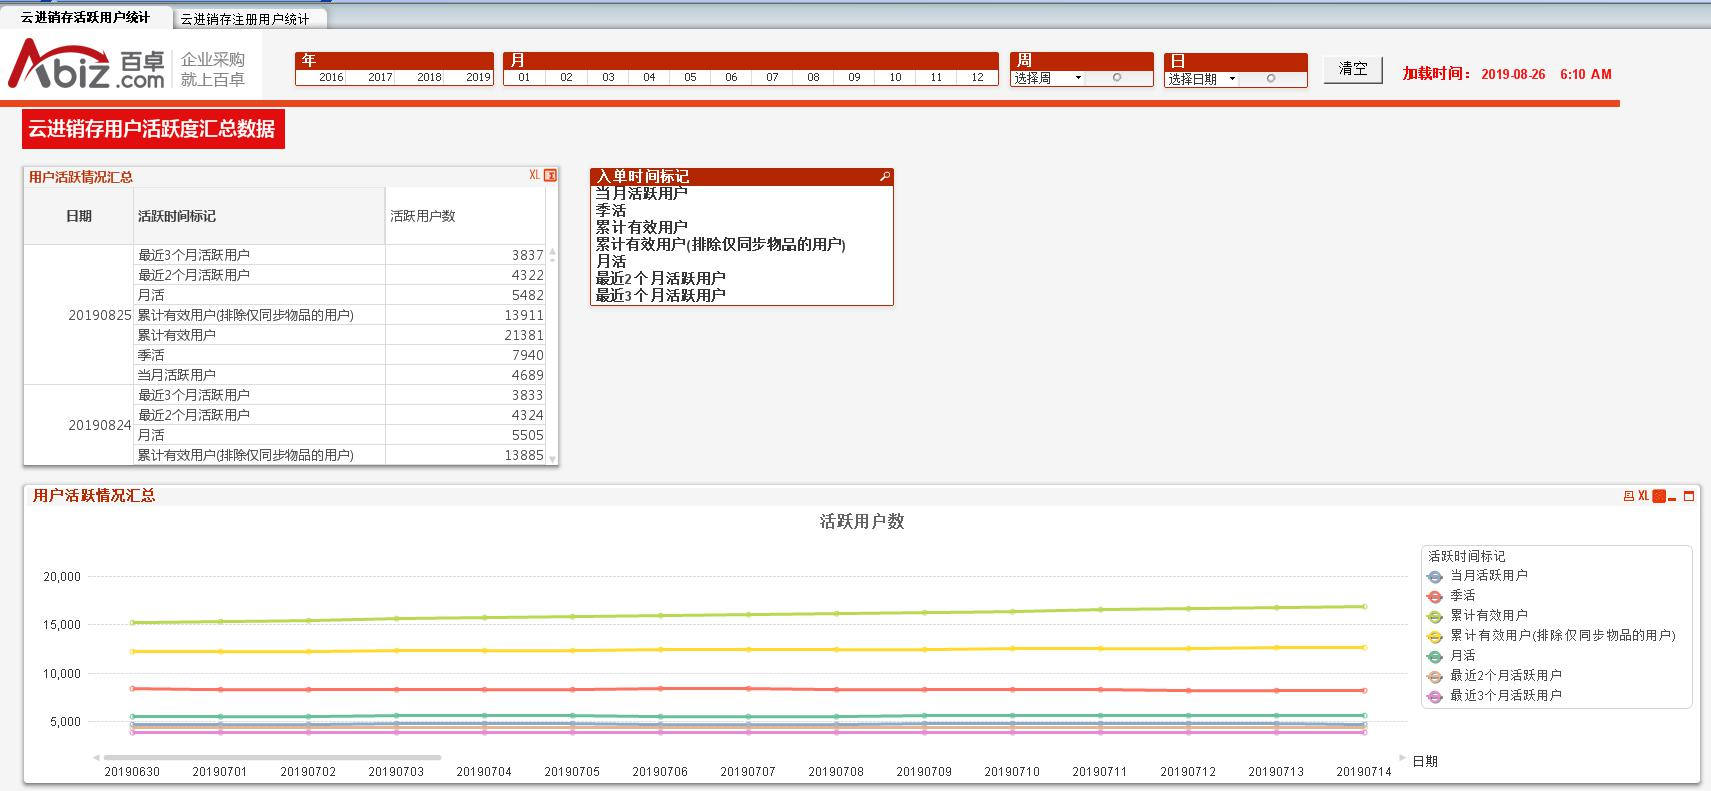 云进销存活跃用户统计 云进销存注册用户统计
Abiz 百卓 .com 企业采购 就上百卓
年
2016 2017 2018 2019
月
01 02 03 04 05 06 07 08 09 10 11 12
周
选择周
日
选择日期
清空
加载时间： 2019-08-26 6:10 AM
云进销存用户活跃度汇总数据
用户活跃情况汇总 XL
日期 活跃时间标记 活跃用户数
20190825
最近3个月活跃用户 3837
最近2个月活跃用户 4322
月活 5482
累计有效用户(排除仅同步物品的用户) 13911
累计有效用户 21381
季活 7940
当月活跃用户 4689
20190824
最近3个月活跃用户 3833
最近2个月活跃用户 4324
月活 5505
累计有效用户(排除仅同步物品的用户) 13885
入单时间标记
当月活跃用户
季活
累计有效用户
累计有效用户(排除仅同步物品的用户)
月活
最近2个月活跃用户
最近3个月活跃用户
用户活跃情况汇总 XL
活跃用户数
20,000
15,000
10,000
5,000
20190630 20190701 20190702 20190703 20190704 20190705 20190706 20190707 20190708 20190709 20190710 20190711 20190712 20190713 20190714
日期
活跃时间标记
当月活跃用户
季活
累计有效用户
累计有效用户(排除仅同步物品的用户)
月活
最近2个月活跃用户
最近3个月活跃用户